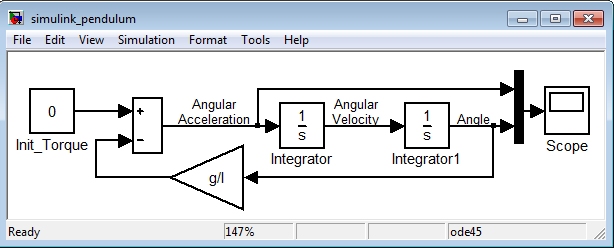 simulink_pendulum
File Edit View Simulation Format Tools Help
0
Init_Torque
+
−
Angular
Acceleration
1
s
Integrator
Angular
Velocity
1
s
Integrator1
Angle
Scope
g/l
Ready 147% ode45